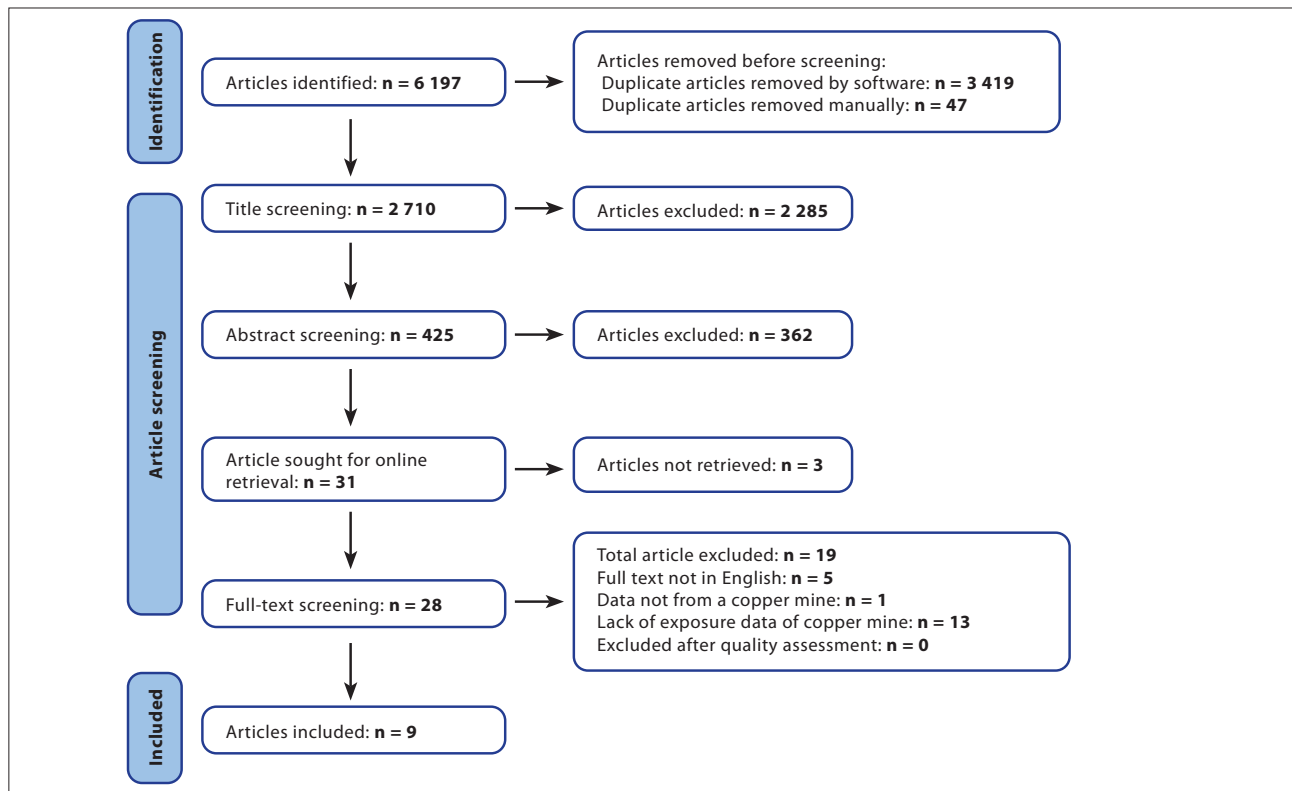 Identification
Articles identified: n = 6 197
Articles removed before screening:
Duplicate articles removed by software: n = 3 419
Duplicate articles removed manually: n = 47
Article screening
Title screening: n = 2 710
Articles excluded: n = 2 285
Abstract screening: n = 425
Articles excluded: n = 362
Article sought for online
retrieval: n = 31
Articles not retrieved: n = 3
Full-text screening: n = 28
Total article excluded: n = 19
Full text not in English: n = 5
Data not from a copper mine: n = 1
Lack of exposure data of copper mine: n = 13
Excluded after quality assessment: n = 0
Included
Articles included: n = 9